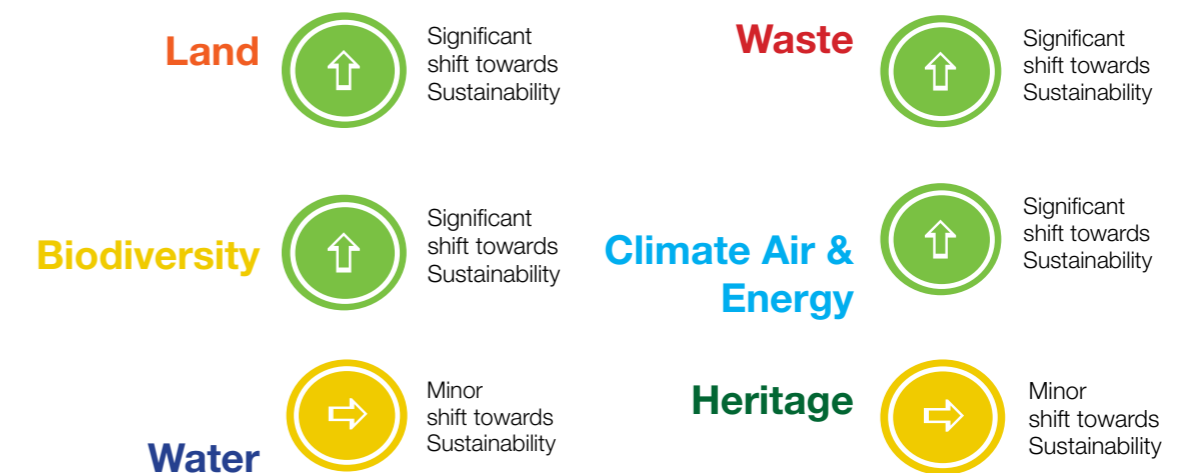 Land
Significant
shift towards
Sustainability
Waste
Significant
shift towards
Sustainability
Biodiversity
Significant
shift towards
Sustainability
Climate Air &
Energy
Significant
shift towards
Sustainability
Water
Minor
shift towards
Sustainability
Heritage
Minor
shift towards
Sustainability